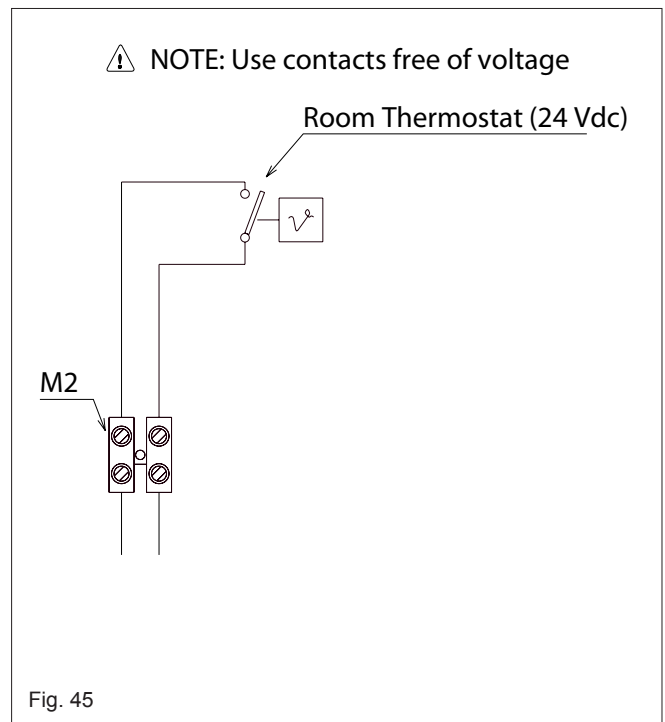 NOTE: Use contacts free of voltage
Room Thermostat (24 Vdc)
M2
Fig. 45